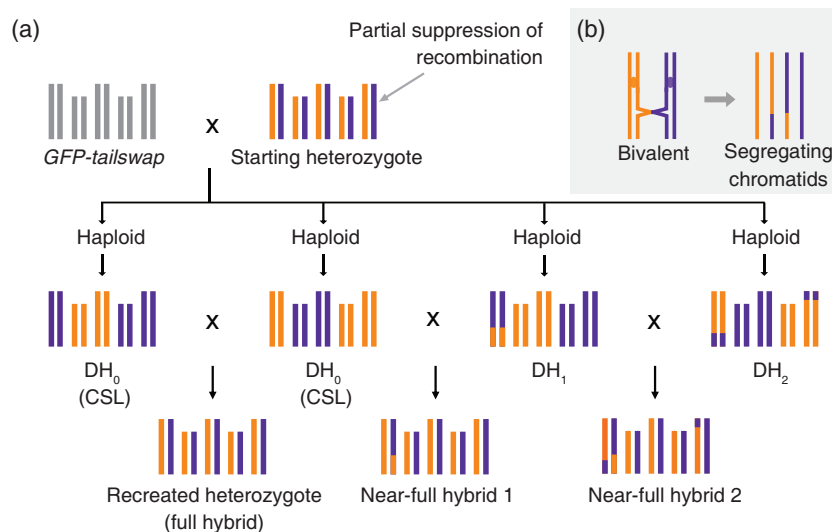 (a)
Partial suppression of
recombination
(b)
x
GFP-tailswap
Starting heterozygote
Bivalent
Segregating
chromatids
Haploid
Haploid
Haploid
Haploid
x
x
x
DH0
(CSL)
DH0
(CSL)
DH1
DH2
Recreated heterozygote
(full hybrid)
Near-full hybrid 1
Near-full hybrid 2